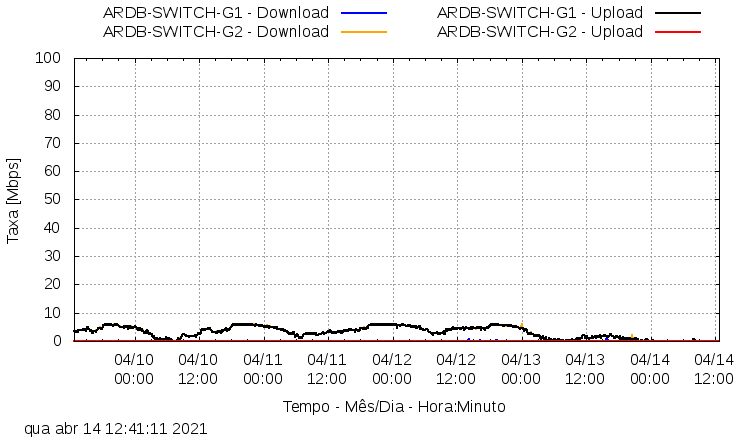 ARDB-SWITCH-G1 - Download ARDB-SWITCH-G1 - Upload
ARDB-SWITCH-G2 - Download ARDB-SWITCH-G2 - Upload
100
90
80
70
60
50
40
30
20
10
0
Taxa [Mbps]
04/10 04/10 04/11 04/11 04/12 04/12 04/13 04/13 04/14 04/14
00:00 12:00 00:00 12:00 00:00 12:00 00:00 12:00 00:00 12:00
Tempo - Mês/Dia - Hora:Minuto
qua abr 14 12:41:11 2021